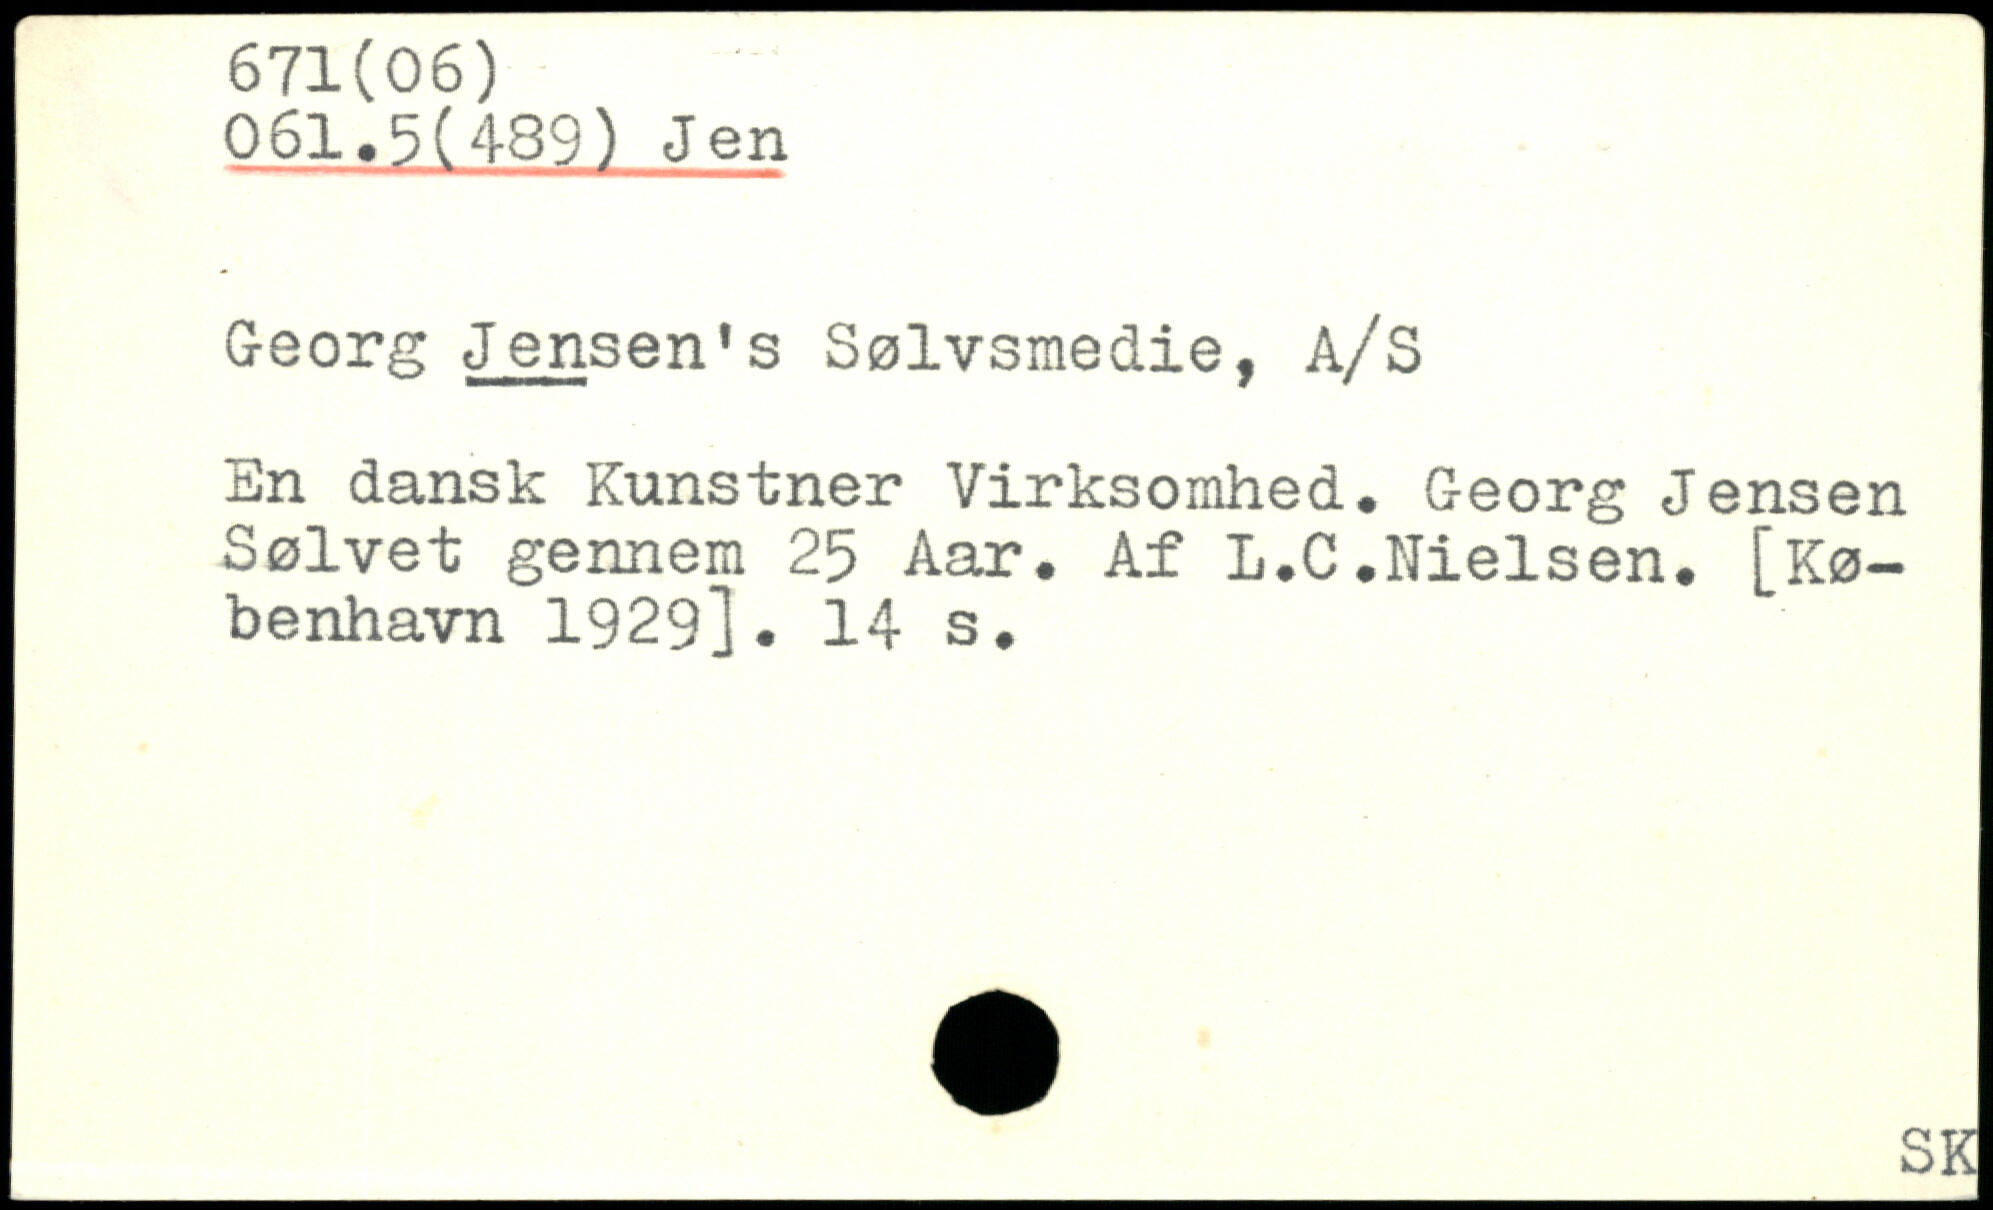 671(06)
061.5(489) Jen
Georg Jensen's Sølvsmedie, A/S
En dansk Kunstner Virksomhed. Georg Jensen
Sølvet gennem 25 Aar. Af L.C.Nielsen. [Kø-
benhavn 1929]. 14 s.
SK